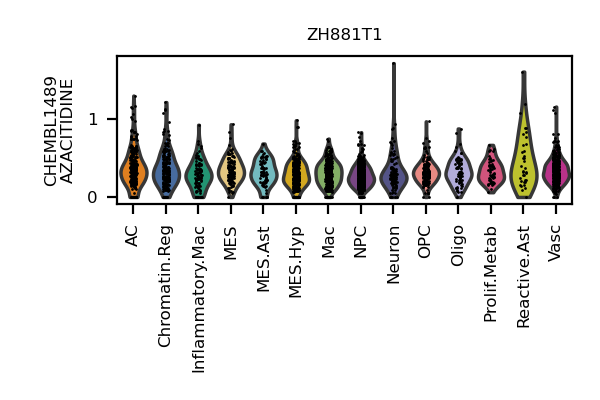 ZH881T1
CHEMBL1489
AZACITIDINE
1
0
AC
Chromatin.Reg
Inflammatory.Mac
MES
MES.Ast
MES.Hyp
Mac
NPC
Neuron
OPC
Oligo
Prolif.Metab
Reactive.Ast
Vasc